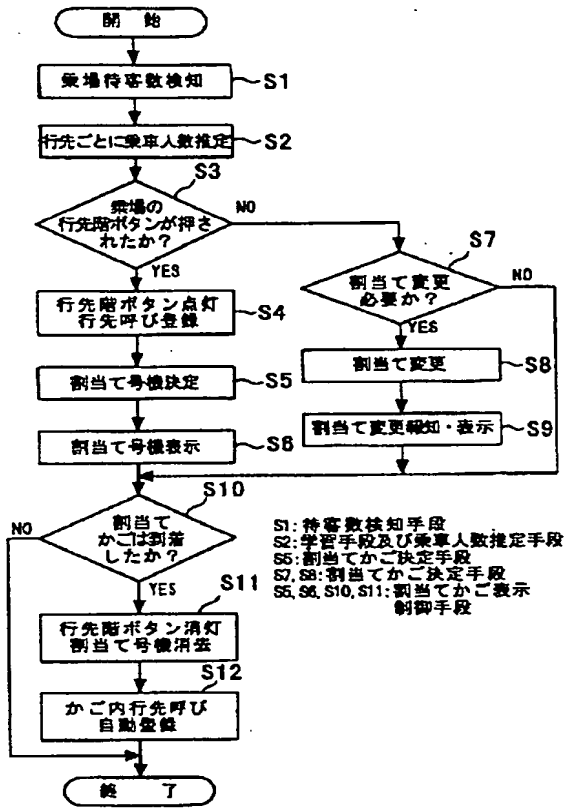 開始
乗場待客数検知
S1
行先ごとに乗車人数推定
S2
S3
乗場の
行先階ボタンが押さ
れたか?
NO
YES
S7
割当て変更
必要か?
NO
YES
行先階ボタン点灯
行先呼び登録
S4
割当て変更
S8
割当て号機決定
S5
割当て変更報知・表示
S9
割当て号機表示
S6
S10
割当て
かごは到着
したか?
NO
YES
S1:待客数検知手段
S2:学習手段及び乗車人数推定手段
S5:割当てかご決定手段
S7,S8:割当てかご決定手段
S5,S6,S10,S11:割当てかご表示
制御手段
S11
行先階ボタン消灯
割当て号機消去
S12
かご内行先呼び
自動登録
終了